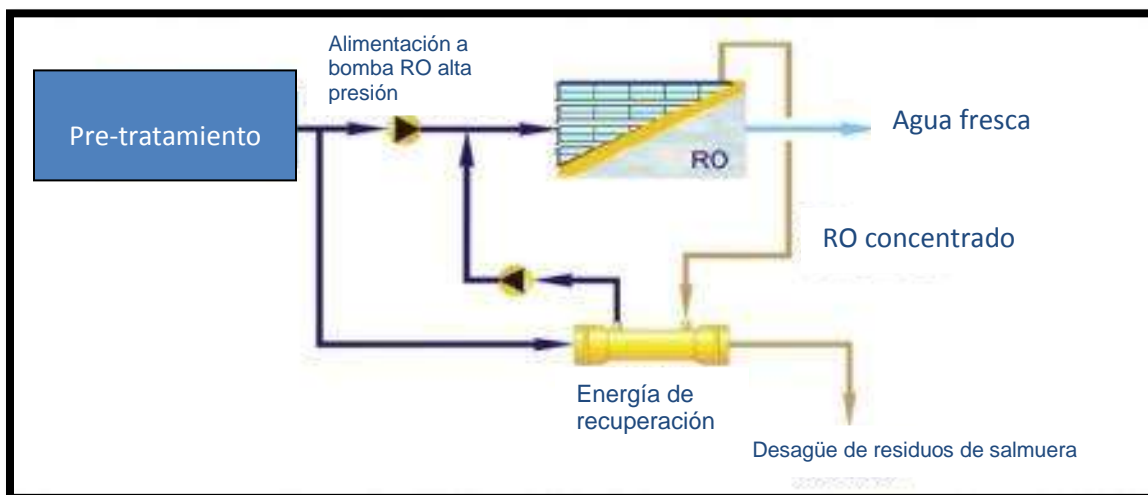 Alimentación a
bomba RO alta
presión
Pre-tratamiento
Agua fresca
RO
RO concentrado
Energía de
recuperación
Desagüe de residuos de salmuera